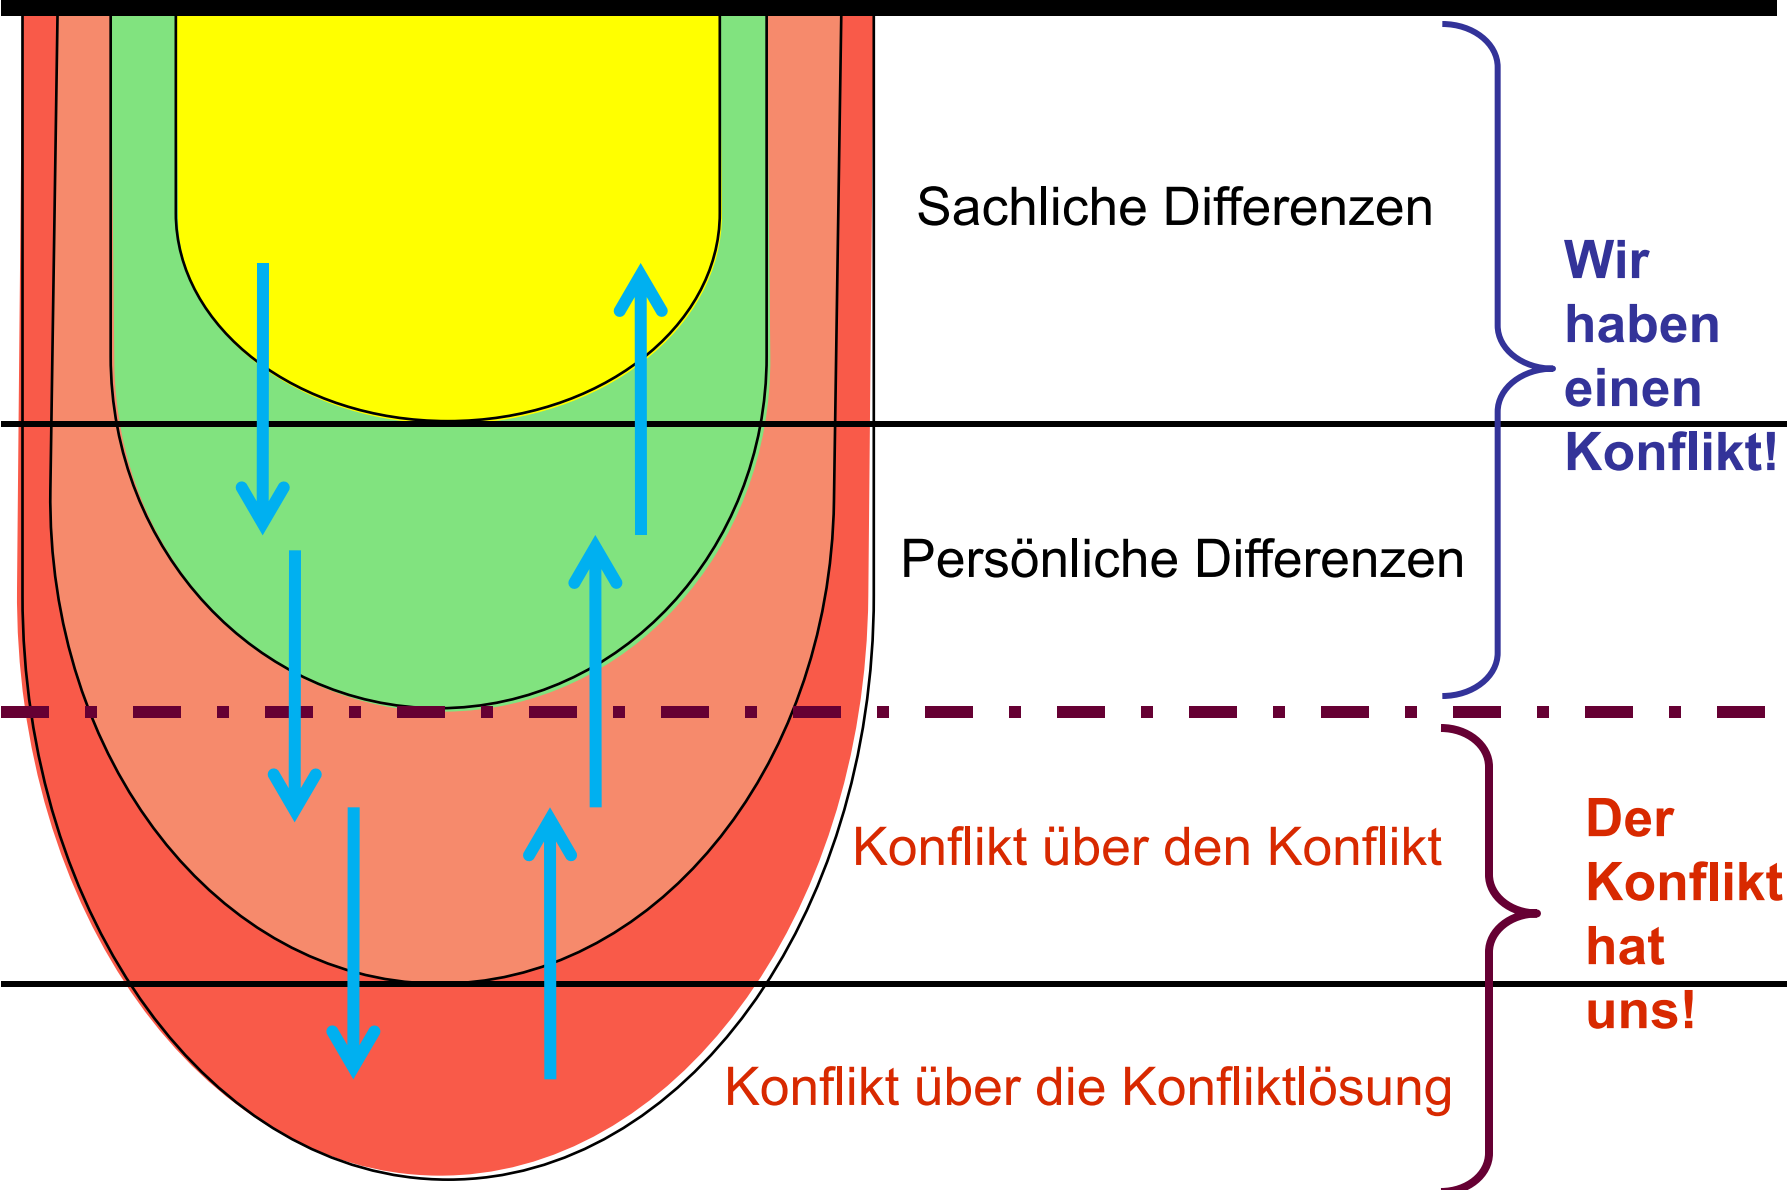 Sachliche Differenzen
Wir
haben
einen
Konflikt!
Persönliche Differenzen
Konflikt über den Konflikt
Der
Konflikt
hat
uns!
Konflikt über die Konfliktlösung